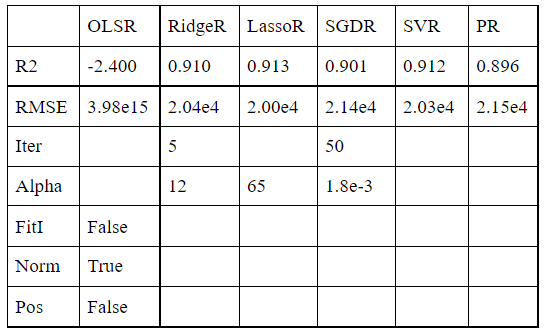 OLSR RidgeR LassoR SGDR SVR PR
R2 -2.400 0.910 0.913 0.901 0.912 0.896
RMSE 3.98e15 2.04e4 2.00e4 2.14e4 2.03e4 2.15e4
Iter 5 50
Alpha 12 65 1.8e-3
FitI False
Norm True
Pos False